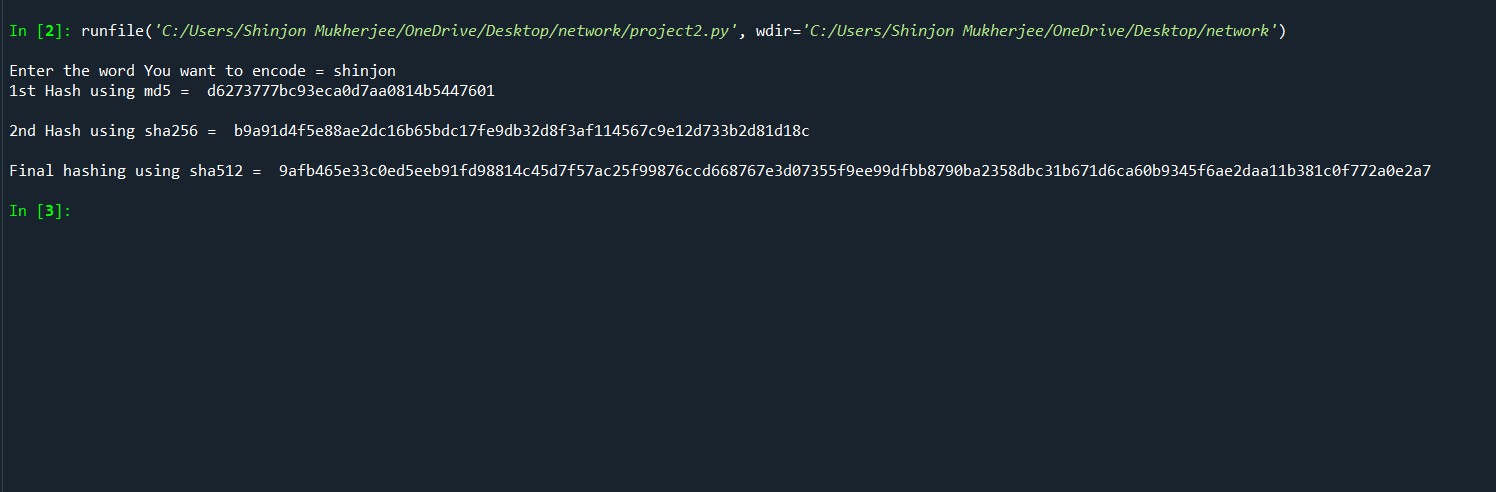 In [2]: runfile('C:/Users/Shinjon Mukherjee/OneDrive/Desktop/network/project2.py', wdir='C:/Users/Shinjon Mukherjee/OneDrive/Desktop/network')
Enter the word You want to encode = shinjon
1st Hash using md5 =  d6273777bc93eca0d7aa0814b5447601
2nd Hash using sha256 =  b9a91d4f5e88ae2dc16b65bdc17fe9db32d8f3af114567c9e12d733b2d81d18c
Final hashing using sha512 =  9afb465e33c0ed5eeb91fd98814c45d7f57ac25f99876ccd668767e3d07355f9ee99dfbb8790ba2358dbc31b671d6ca60b9345f6ae2daa11b381c0f772a0e2a7
In [3]: